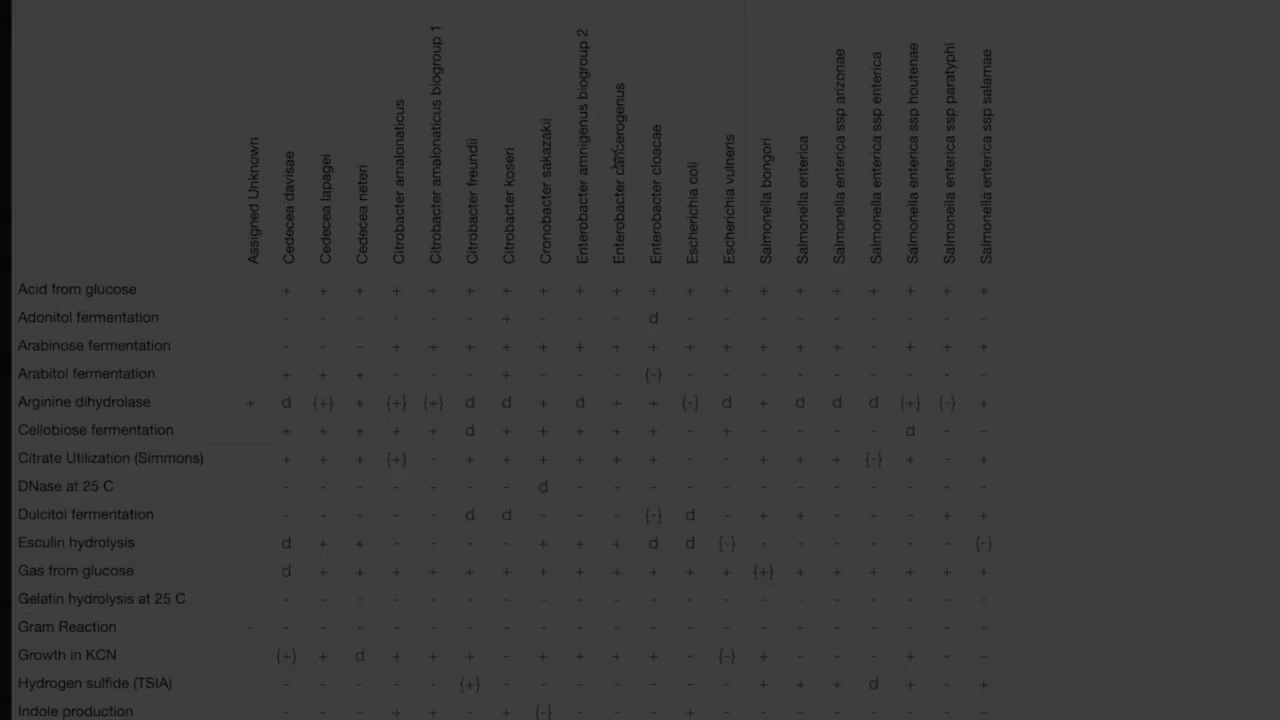 Assigned Unknown
Cedecea davisae
Cedecea lapagei
Cedecea neteri
Citrobacter amalonaticus
Citrobacter amalonaticus biogroup 1
Citrobacter freundii
Citrobacter koseri
Cronobacter sakazakii
Enterobacter amnigenus biogroup 2
Enterobacter cancerogenus
Enterobacter cloacae
Escherichia coli
Escherichia vulneris
Salmonella bongori
Salmonella enterica
Salmonella enterica ssp arizonae
Salmonella enterica ssp enterica
Salmonella enterica ssp houtenae
Salmonella enterica ssp paratyphi
Salmonella enterica ssp salamae
Acid from glucose + + + + + + + + + + + + + + + + + + + +
Adonitol fermentation - - - - - - + - - - d - - - - - - - - -
Arabinose fermentation - - - + + + + + + + + + + + + + - + + +
Arabitol fermentation + + + - - - + - - - {-} - - - - - - - - -
Arginine dihydrolase + d {+} + {+} {+} d d + d + + {-} d + d d d {+} {-} +
Cellobiose fermentation + + + + + d + + + + + - + - - - - d - -
Citrate Utilization (Simmons) + + + {+} - + + + + + + - - + + + {-} + - +
DNase at 25 C - - - - - - - d - - - - - - - - - - - -
Dulcitol fermentation - - - - - d d - - - {-} d - + + - - - + +
Esculin hydrolysis d + + - - - - + + + d d {-} - - - - - - {-}
Gas from glucose d + + + + + + + + + + + + {+} + + + + + +
Gelatin hydrolysis at 25 C - - - - - - - - - - - - - - - - - - - -
Gram Reaction - - - - - - - - - - - - - - - - - - - - -
Growth in KCN {+} + d + + + - + + + + - {-} + - - - + - -
Hydrogen sulfide (TSIA) - - - - - {+} - - - - - - - + + + d + - +
Indole production - - - + + - + {-} - - - + - - - - - - - -